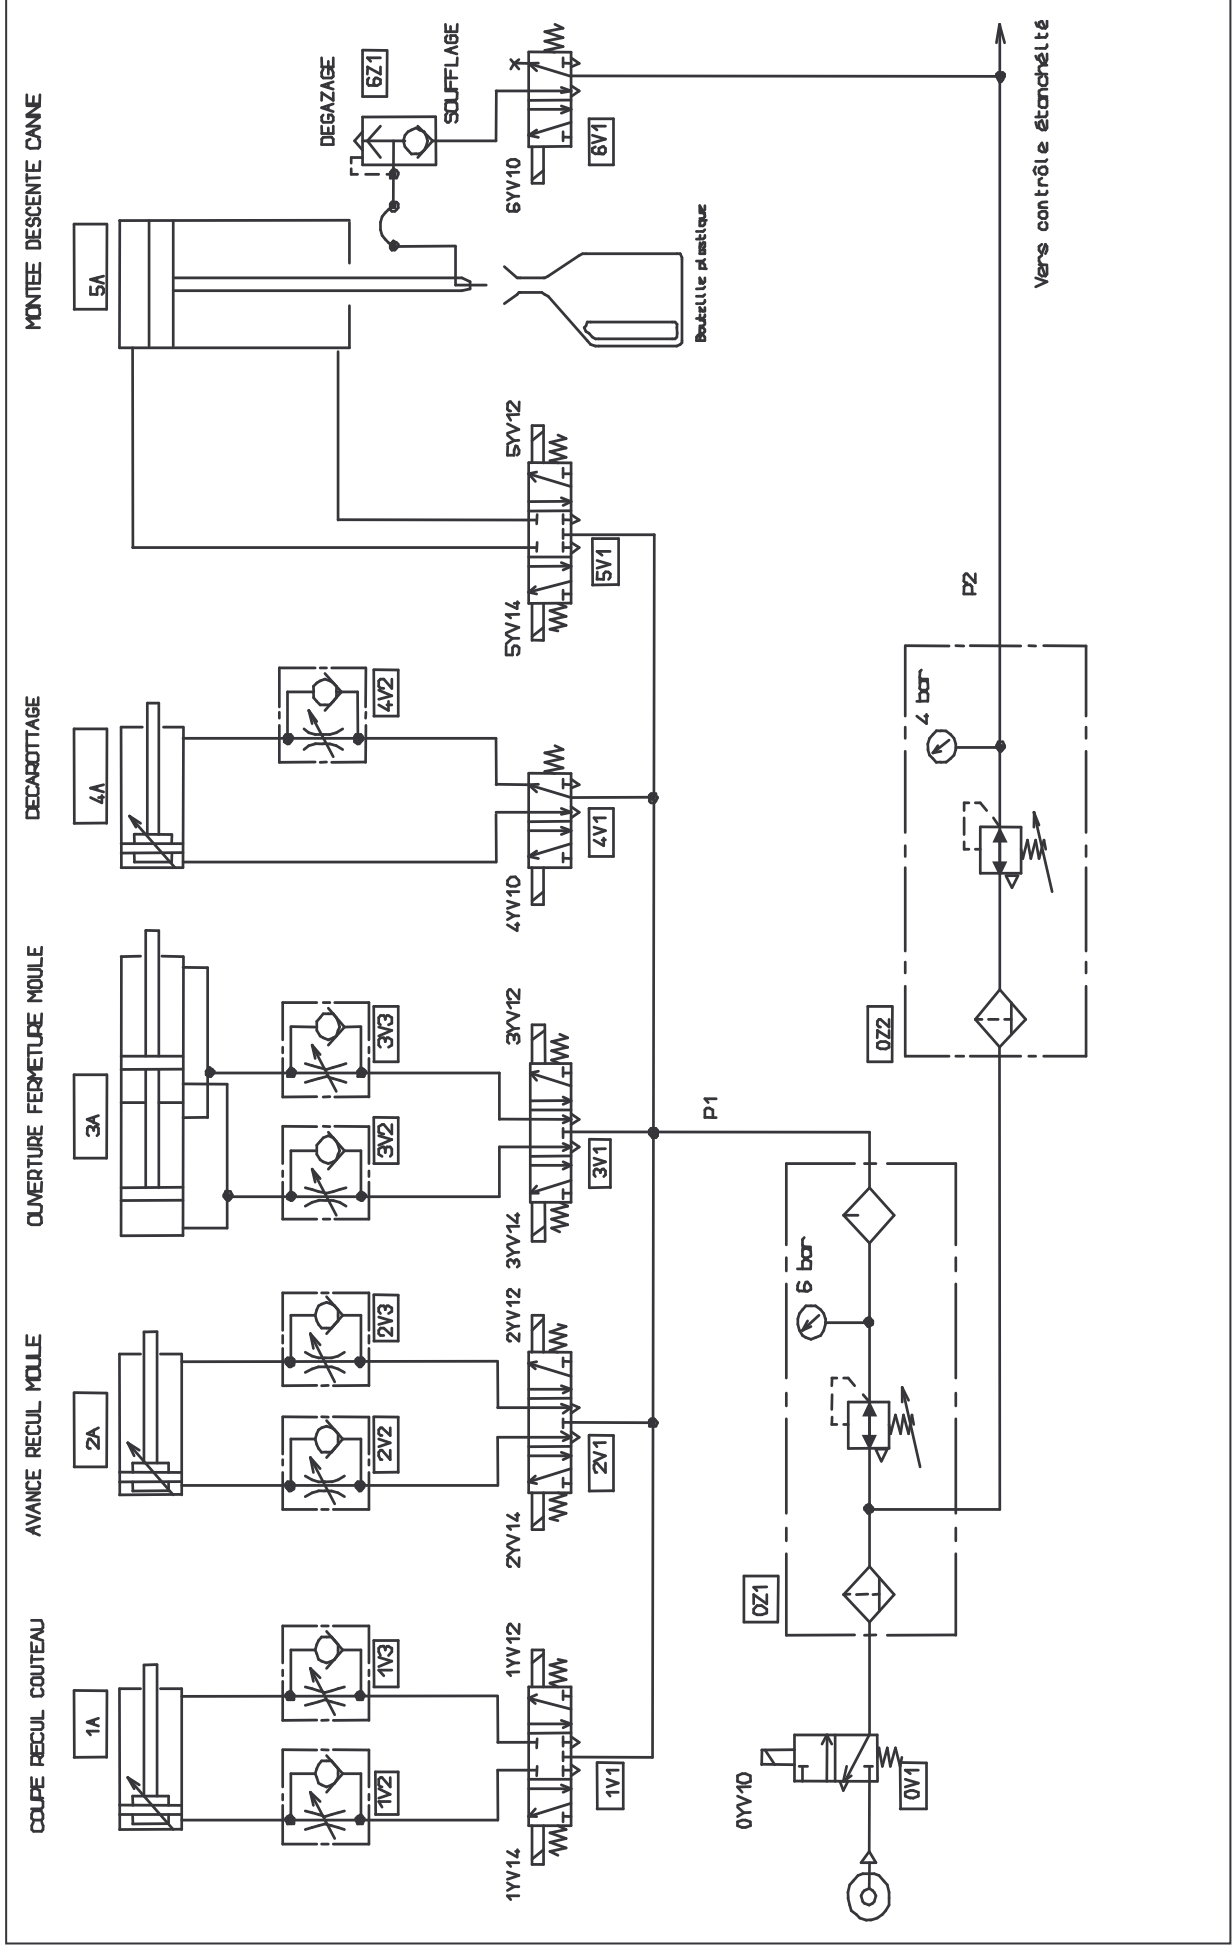 COUPE RECUL COUTEAU
AVANCE RECUL MOULE
OUVERTURE FERMETURE MOULE
DECAROTTAGE
MONTEE DESCENTE CANNE
1A
2A
3A
4A
5A
DEGAZAGE
6Z1
SOUFFLAGE
1V2
1V3
2V2
2V3
3V2
3V3
4V2
1YV14
1YV12
2YV14
2YV12
3YV14
3YV12
4YV10
5YV14
5YV12
6YV10
1V1
2V1
3V1
4V1
5V1
6V1
Bouteille plastique
P1
0YV10
0V1
0Z1
6 bar
0Z2
4 bar
P2
Vers contrôle étanchéité